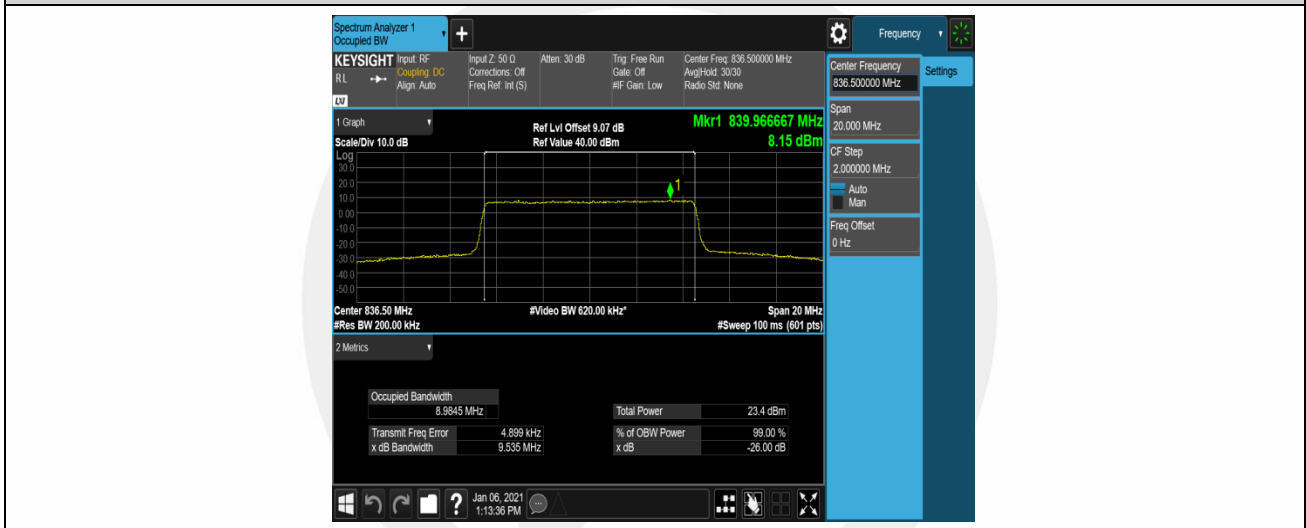 Spectrum Analyzer 1
Occupied BW
+
Frequency
KEYSIGHT Input: RF
R L Coupling: DC
Align: Auto
LXI
Input Z: 50 Ω
Corrections: Off
Freq Ref: Int (S)
Atten: 30 dB
Trig: Free Run
Gate: Off
#IF Gain: Low
Center Freq: 836.500000 MHz
Avg|Hold: 30/30
Radio Std: None
Center Frequency
836.500000 MHz
Settings
Span
20.000 MHz
CF Step
2.000000 MHz
Auto
Man
Freq Offset
0 Hz
1 Graph
Scale/Div 10.0 dB
Ref Lvl Offset 9.07 dB
Ref Value 40.00 dBm
Mkr1 839.966667 MHz
8.15 dBm
Log
30.0
20.0
10.0
0.00
-10.0
-20.0
-30.0
-40.0
-50.0
1
Center 836.50 MHz
#Res BW 200.00 kHz
#Video BW 620.00 kHz*
Span 20 MHz
#Sweep 100 ms (601 pts)
2 Metrics
Occupied Bandwidth
8.9845 MHz
Total Power 23.4 dBm
Transmit Freq Error 4.899 kHz
% of OBW Power 99.00 %
x dB Bandwidth 9.535 MHz
x dB -26.00 dB
?
Jan 06, 2021
1:13:36 PM